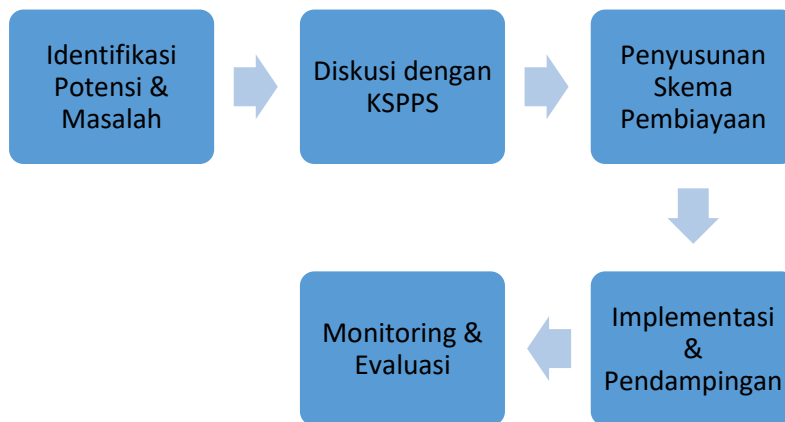 Identifikasi
Potensi &
Masalah
Diskusi dengan
KSPPS
Penyusunan
Skema
Pembiayaan
Implementasi
&
Pendampingan
Monitoring &
Evaluasi